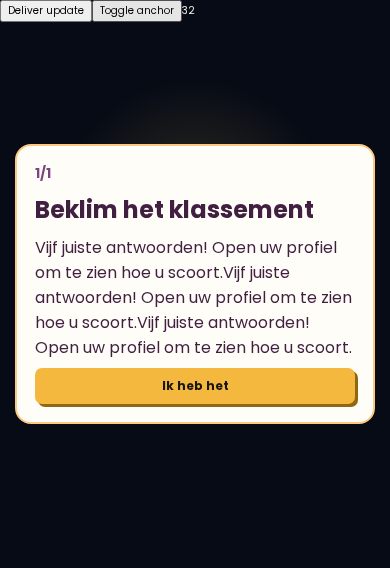 Deliver update Toggle anchor 32
1/1
Beklim het klassement
Vijf juiste antwoorden! Open uw profiel
om te zien hoe u scoort.Vijf juiste
antwoorden! Open uw profiel om te zien
hoe u scoort.Vijf juiste antwoorden!
Open uw profiel om te zien hoe u scoort.
Ik heb het